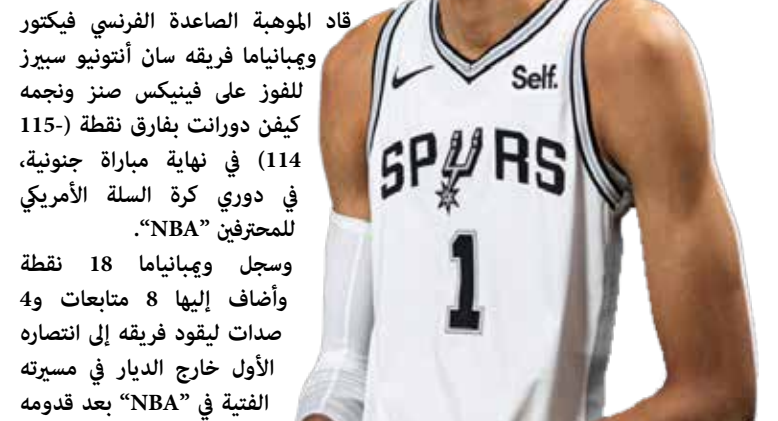 قاد الموهبة الصاعدة الفرنسي فيكتور
ويمبانياما فريقه سان أنتونيو سبيرز
للفوز على فينيكس صنز ونجمه
كيفن دورانت بفارق نقطة (115-
114) في نهاية مباراة جنونية،
في دوري كرة السلة الأمريكي
للمحترفين “NBA”.
وسجل ويمبانياما 18 نقطة
وأضاف إليها 8 متابعات و4
صدات ليقود فريقه إلى انتصاره
الأول خارج الديار في مسيرته
الفتية في “NBA” بعد قدومه
Self.
SPURS
1